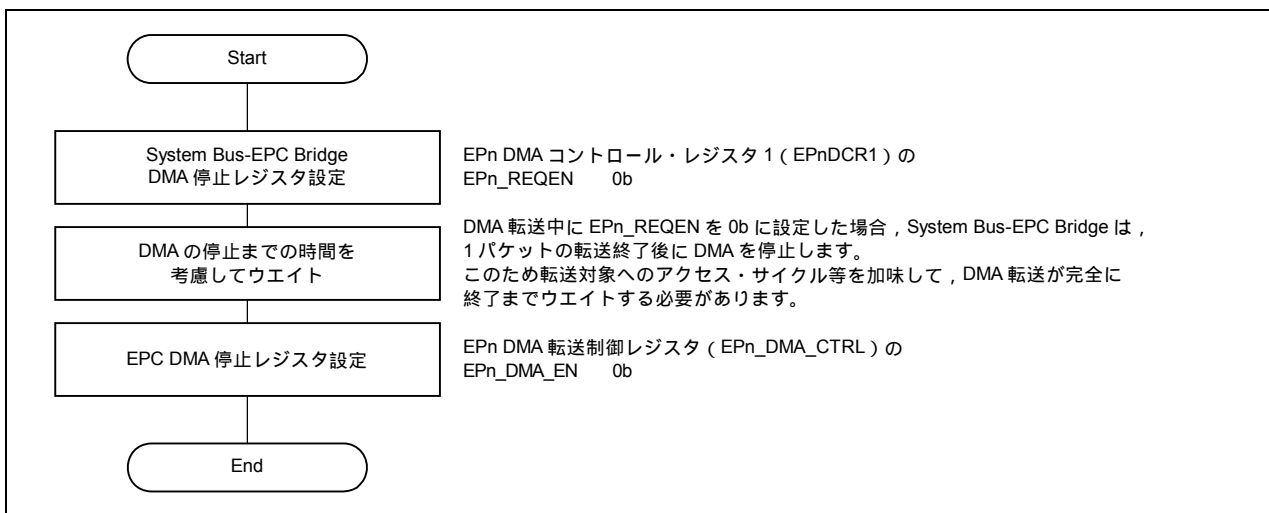 Start
System Bus-EPC Bridge
DMA 停止レジスタ設定
EPn DMA コントロール・レジスタ 1（EPnDCR1）の
EPn_REQEN 0b
DMA の停止までの時間を
考慮してウエイト
DMA 転送中に EPn_REQEN を 0b に設定した場合，System Bus-EPC Bridge は，
1 パケットの転送終了後に DMA を停止します。
このため転送対象へのアクセス・サイクル等を加味して，DMA 転送が完全に
終了までウエイトする必要があります。
EPC DMA 停止レジスタ設定
EPn DMA 転送制御レジスタ（EPn_DMA_CTRL）の
EPn_DMA_EN 0b
End